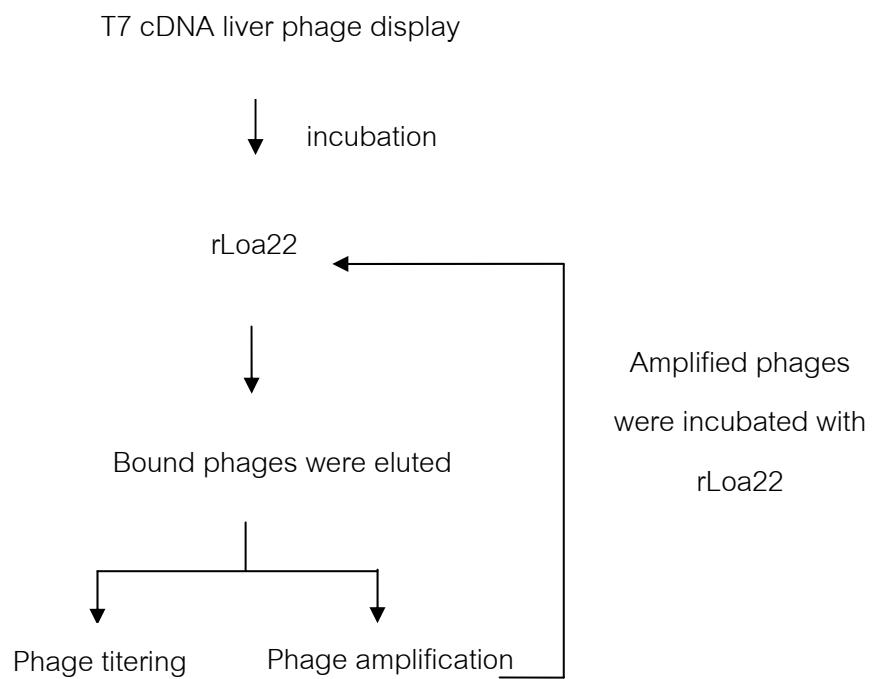 T7 cDNA liver phage display
incubation
rLoa22
Amplified phages
were incubated with
rLoa22
Bound phages were eluted
Phage titering
Phage amplification